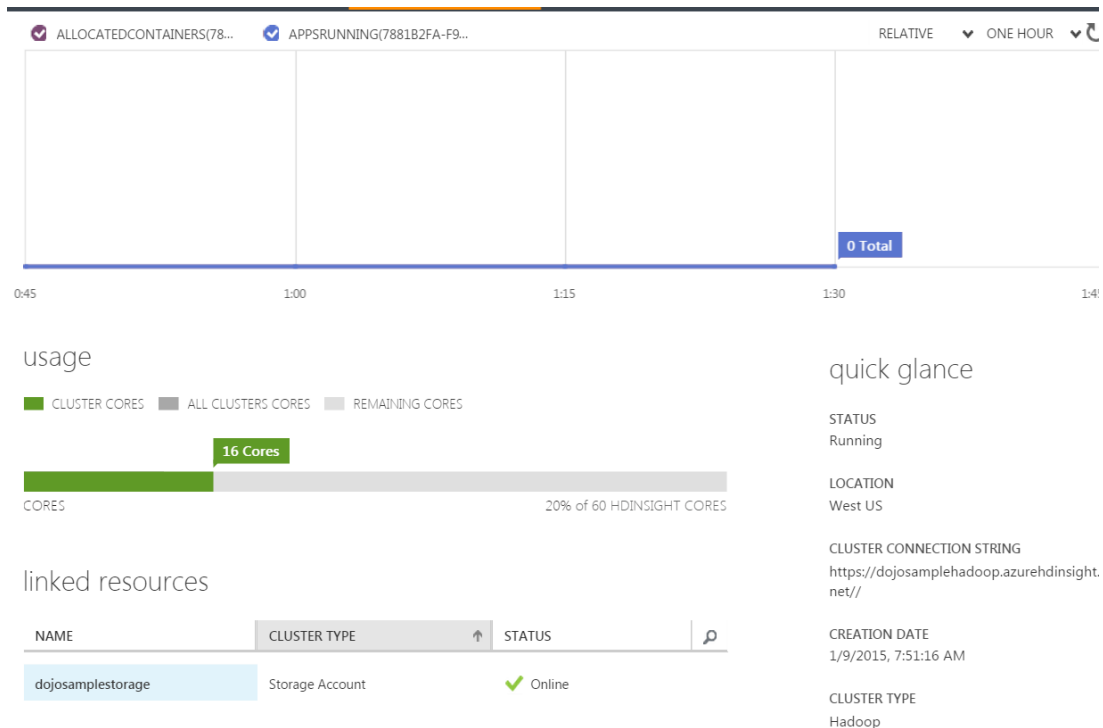 ALLOCATEDCONTAINERS(78... APPSRUNNING(7881B2FA-F9... RELATIVE ONE HOUR
0 Total
0:45 1:00 1:15 1:30 1:45
usage
CLUSTER CORES ALL CLUSTERS CORES REMAINING CORES
16 Cores
CORES 20% of 60 HDINSIGHT CORES
linked resources
NAME CLUSTER TYPE STATUS
dojosamplestorage Storage Account Online
quick glance
STATUS
Running
LOCATION
West US
CLUSTER CONNECTION STRING
https://dojosamplehadoop.azurehdinsight.
net//
CREATION DATE
1/9/2015, 7:51:16 AM
CLUSTER TYPE
Hadoop